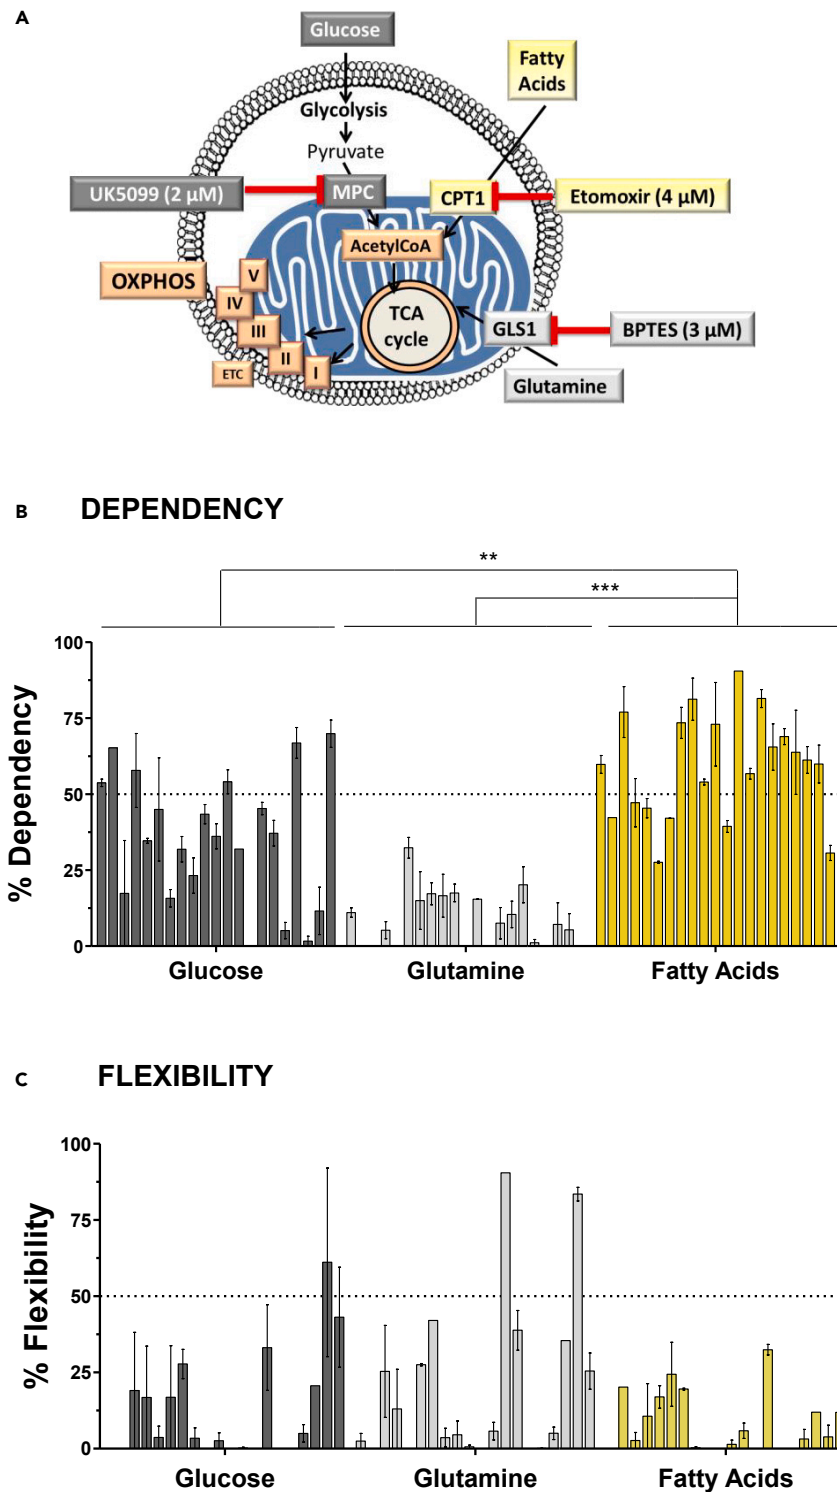 A
Glucose
Fatty
Acids
Glycolysis
Pyruvate
UK5099 (2 µM)
MPC
CPT1
Etomoxir (4 µM)
AcetylCoA
OXPHOS
V
IV
III
II
I
ETC
TCA
cycle
GLS1
BPTES (3 µM)
Glutamine
B DEPENDENCY
**
***
% Dependency
100
75
50
25
0
Glucose Glutamine Fatty Acids
C FLEXIBILITY
% Flexibility
100
75
50
25
0
Glucose Glutamine Fatty Acids